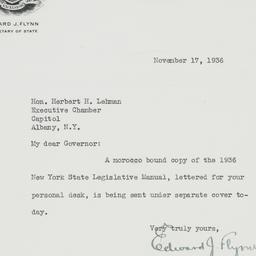 ARD J. FLYNN
ETARY OF STATE
November 17, 1936
Hon. Herbert H. Lehman
Executive Chamber
Capitol
Albany, N.Y.
My dear Governor:
A morocco bound copy of the 1936
New York State Legislative Manual, lettered for your
personal desk, is being sent under separate cover to-
day.
Very truly yours,
Edward J. Flynn